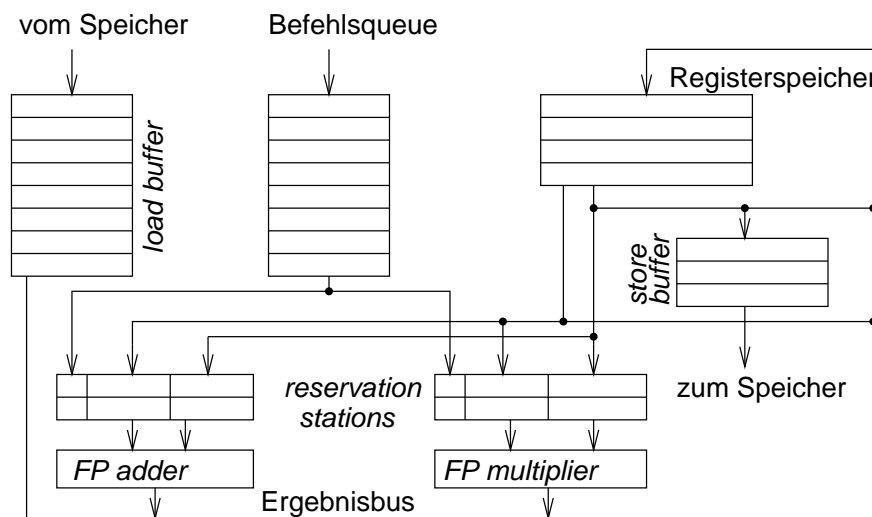 vom Speicher
Befehlsqueue
Registerspeicher
load buffer
store
buffer
reservation
stations
zum Speicher
FP adder
FP multiplier
Ergebnisbus